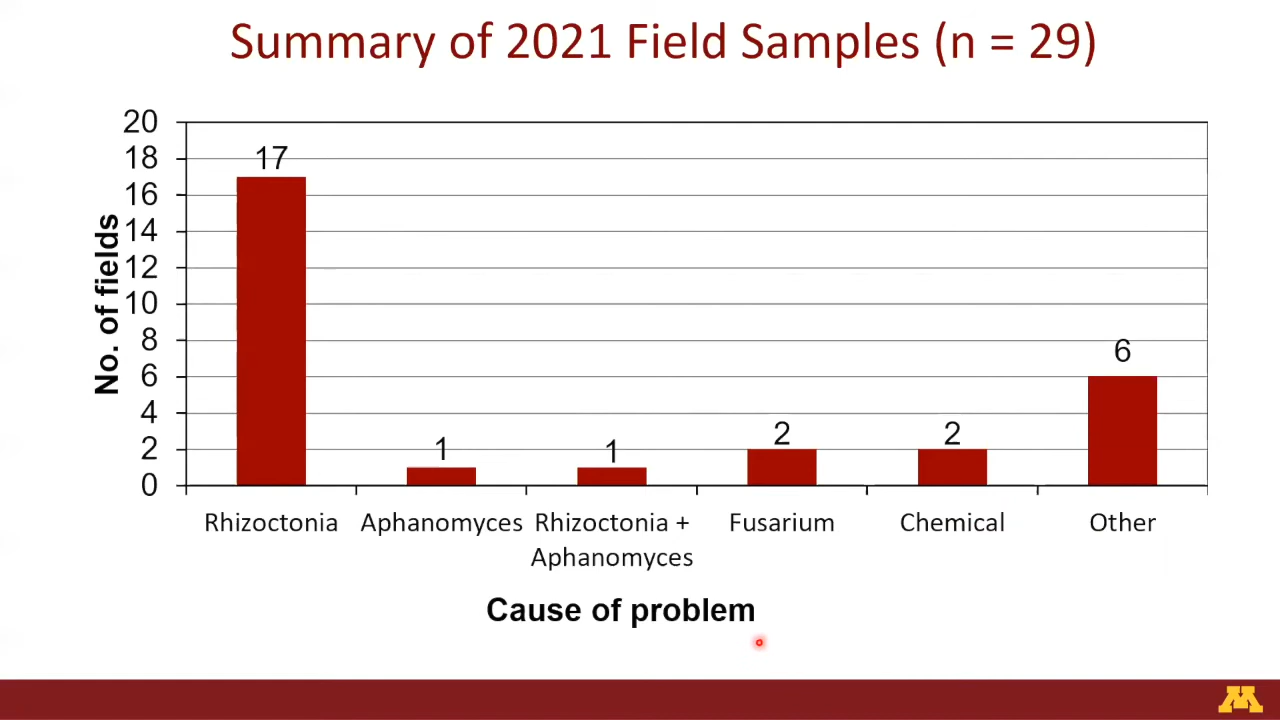 Summary of 2021 Field Samples (n = 29)
No. of fields
20
18
16
14
12
10
8
6
4
2
0
17
1
1
2
2
6
Rhizoctonia
Aphanomyces
Rhizoctonia +
Aphanomyces
Fusarium
Chemical
Other
Cause of problem
M